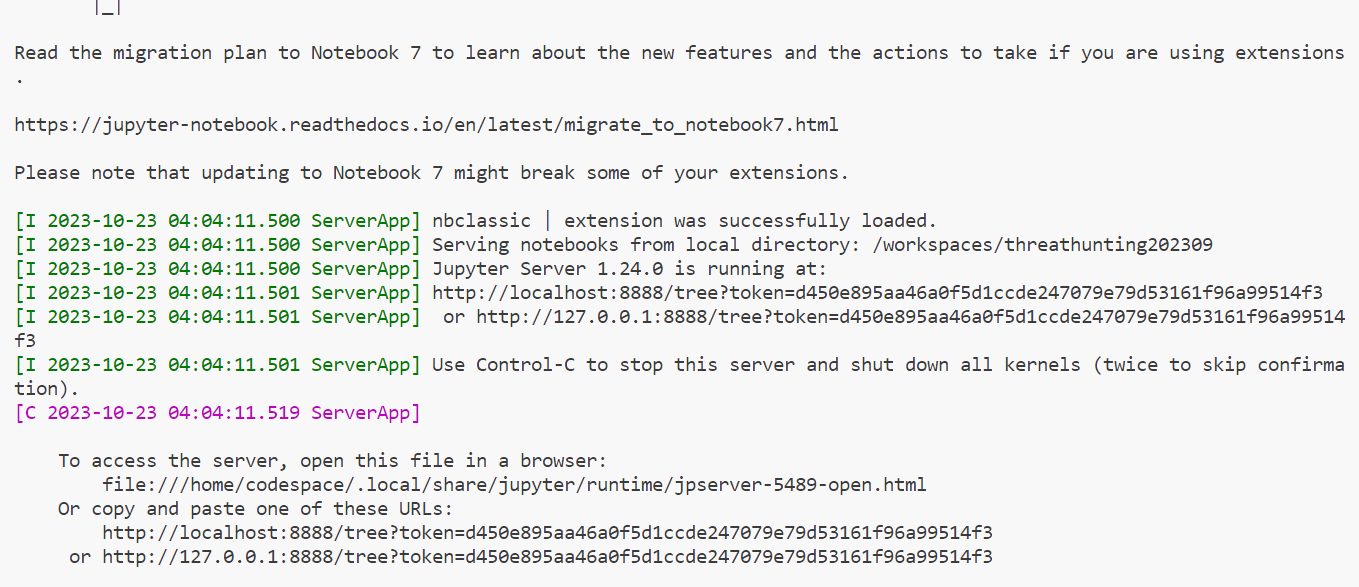 |_|
Read the migration plan to Notebook 7 to learn about the new features and the actions to take if you are using extensions
.
https://jupyter-notebook.readthedocs.io/en/latest/migrate_to_notebook7.html
Please note that updating to Notebook 7 might break some of your extensions.
[I 2023-10-23 04:04:11.500 ServerApp] nbclassic | extension was successfully loaded.
[I 2023-10-23 04:04:11.500 ServerApp] Serving notebooks from local directory: /workspaces/threathunting202309
[I 2023-10-23 04:04:11.500 ServerApp] Jupyter Server 1.24.0 is running at:
[I 2023-10-23 04:04:11.501 ServerApp] http://localhost:8888/tree?token=d450e895aa46a0f5d1ccde247079e79d53161f96a99514f3
[I 2023-10-23 04:04:11.501 ServerApp]  or http://127.0.0.1:8888/tree?token=d450e895aa46a0f5d1ccde247079e79d53161f96a99514
f3
[I 2023-10-23 04:04:11.501 ServerApp] Use Control-C to stop this server and shut down all kernels (twice to skip confirma
tion).
[C 2023-10-23 04:04:11.519 ServerApp]
To access the server, open this file in a browser:
file:///home/codespace/.local/share/jupyter/runtime/jpserver-5489-open.html
Or copy and paste one of these URLs:
http://localhost:8888/tree?token=d450e895aa46a0f5d1ccde247079e79d53161f96a99514f3
or http://127.0.0.1:8888/tree?token=d450e895aa46a0f5d1ccde247079e79d53161f96a99514f3